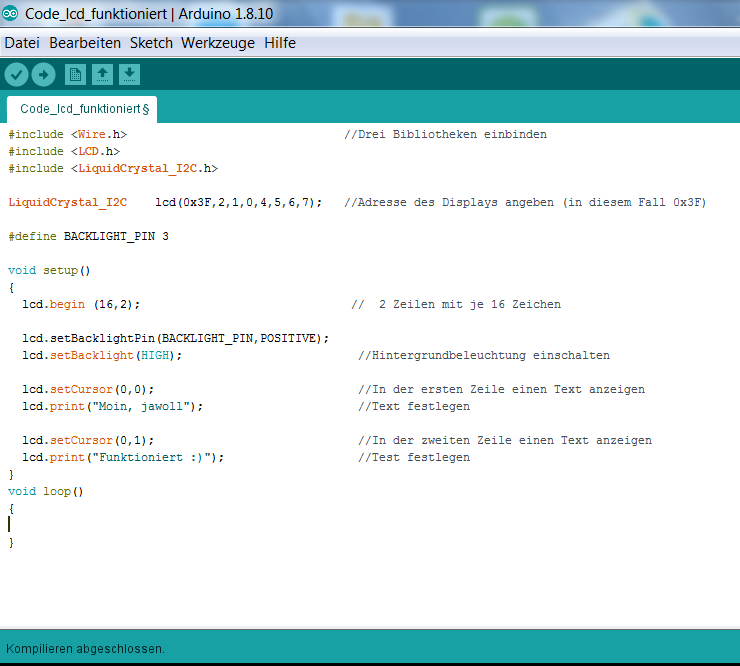 Code_lcd_funktioniert | Arduino 1.8.10
Datei Bearbeiten Sketch Werkzeuge Hilfe
Code_lcd_funktioniert §
#include <Wire.h> //Drei Bibliotheken einbinden
#include <LCD.h>
#include <LiquidCrystal_I2C.h>
LiquidCrystal_I2C lcd(0x3F,2,1,0,4,5,6,7); //Adresse des Displays angeben (in diesem Fall 0x3F)
#define BACKLIGHT_PIN 3
void setup()
{
lcd.begin (16,2); // 2 Zeilen mit je 16 Zeichen
lcd.setBacklightPin(BACKLIGHT_PIN,POSITIVE);
lcd.setBacklight(HIGH); //Hintergrundbeleuchtung einschalten
lcd.setCursor(0,0); //In der ersten Zeile einen Text anzeigen
lcd.print("Moin, jawoll"); //Text festlegen
lcd.setCursor(0,1); //In der zweiten Zeile einen Text anzeigen
lcd.print("Funktioniert :)"); //Test festlegen
}
void loop()
{
}
Kompilieren abgeschlossen.